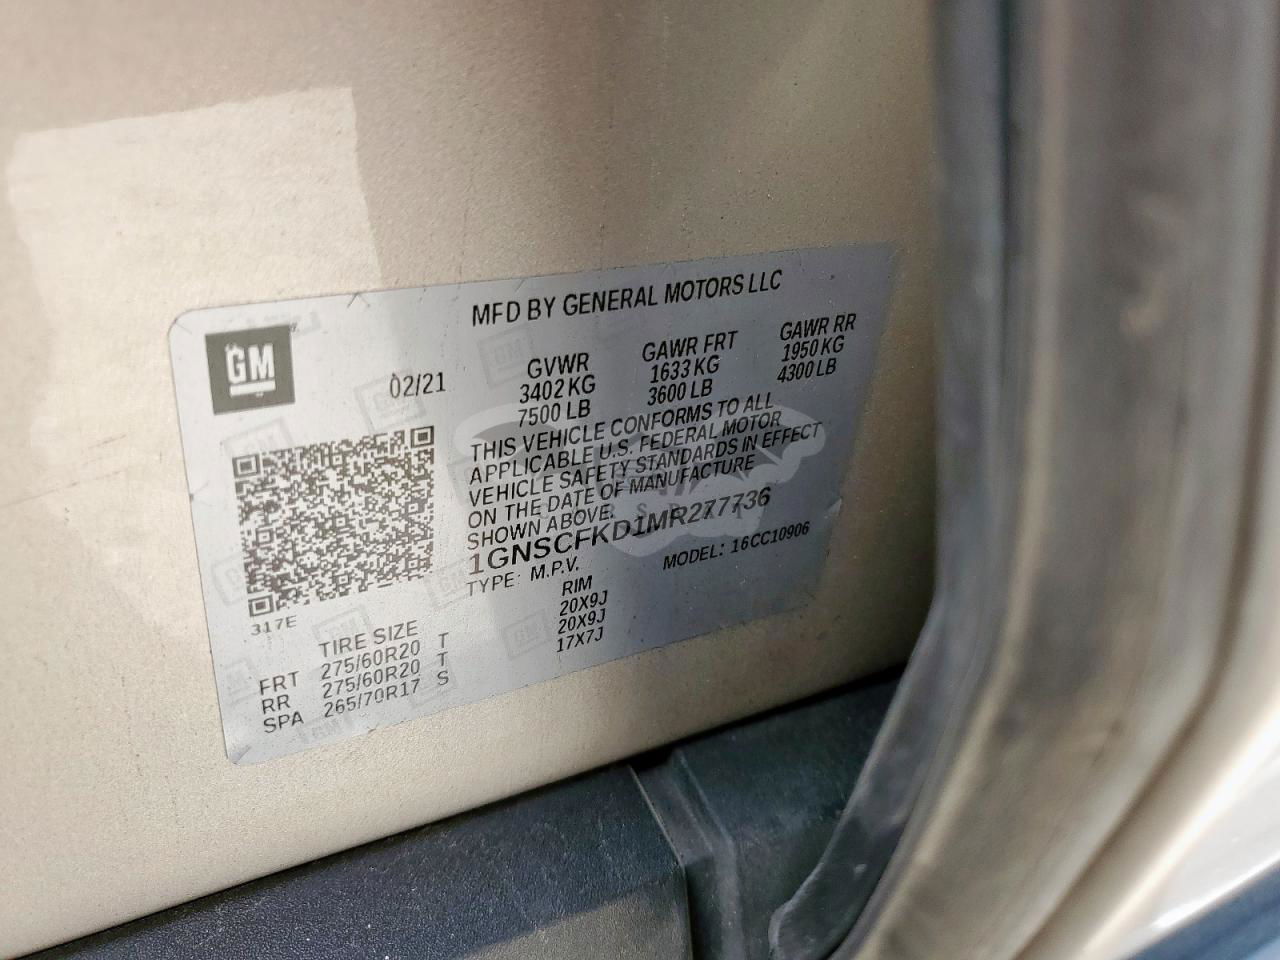 MFD BY GENERAL MOTORS LLC
GM
02/21
GVWR GAWR FRT GAWR RR
3402 KG 1633 KG 1950 KG
7500 LB 3600 LB 4300 LB
THIS VEHICLE CONFORMS TO ALL
APPLICABLE U.S. FEDERAL MOTOR
VEHICLE SAFETY STANDARDS IN EFFECT
ON THE DATE OF MANUFACTURE
SHOWN ABOVE.
1GNSCFKD1MR277736
TYPE: M.P.V. MODEL: 16CC10906
317E
TIRE SIZE RIM
FRT 275/60R20 T 20X9J
RR 275/60R20 T 20X9J
SPA 265/70R17 S 17X7J